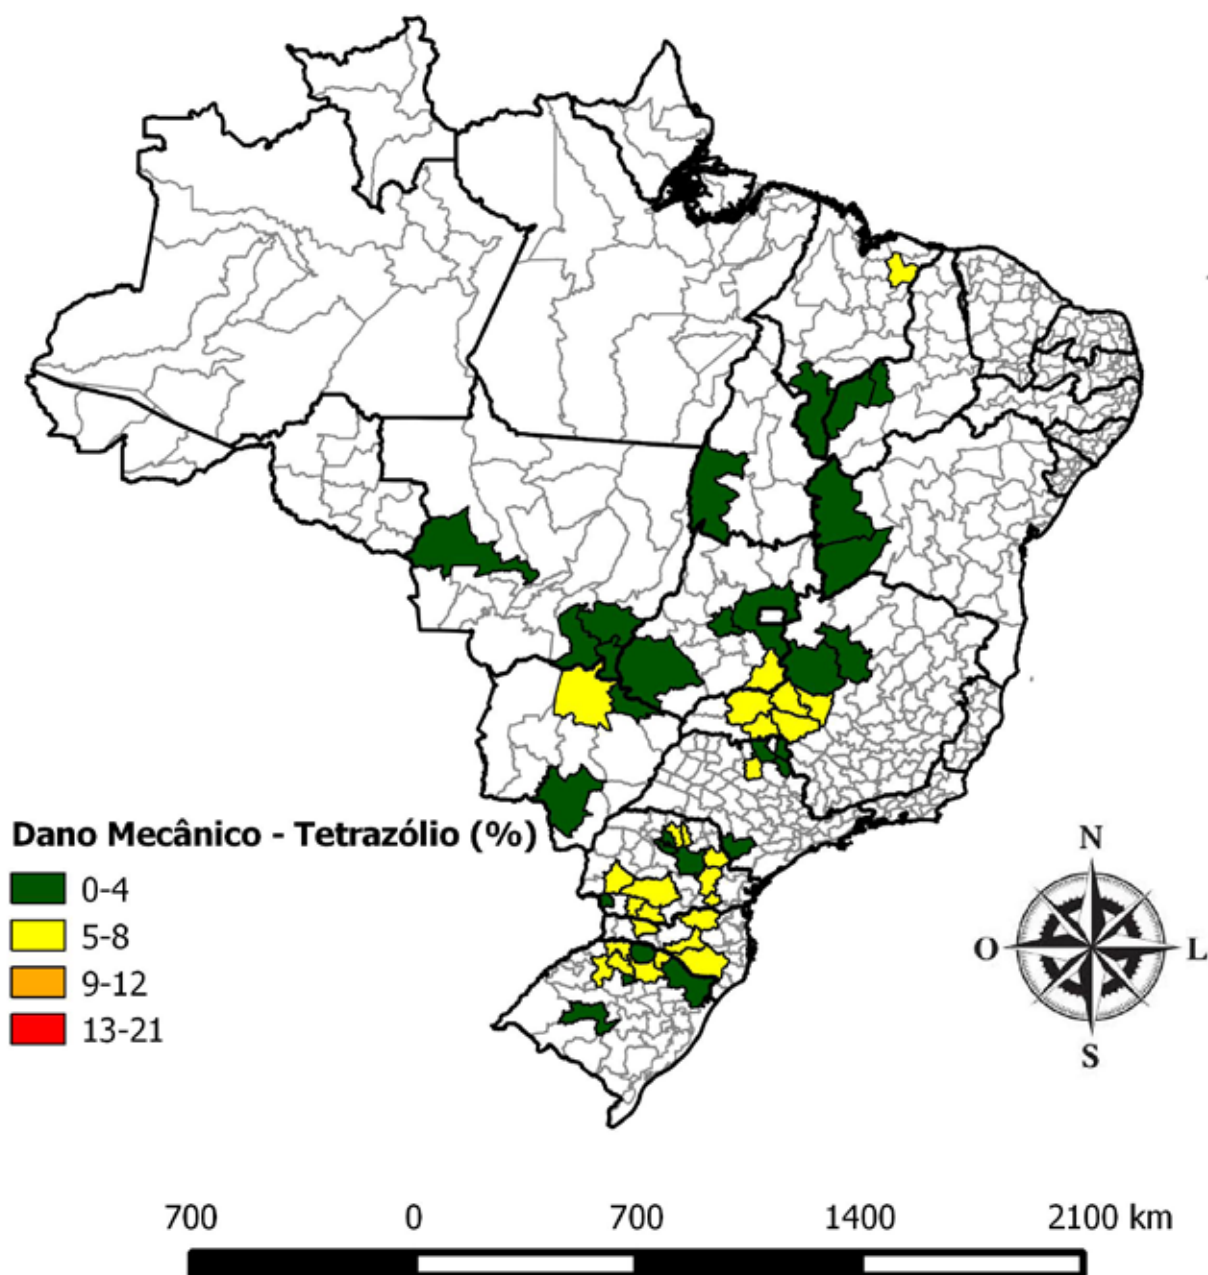 Dano Mecânico - Tetrazólio (%)
0-4
5-8
9-12
13-21
N
O
L
S
700 0 700 1400 2100 km